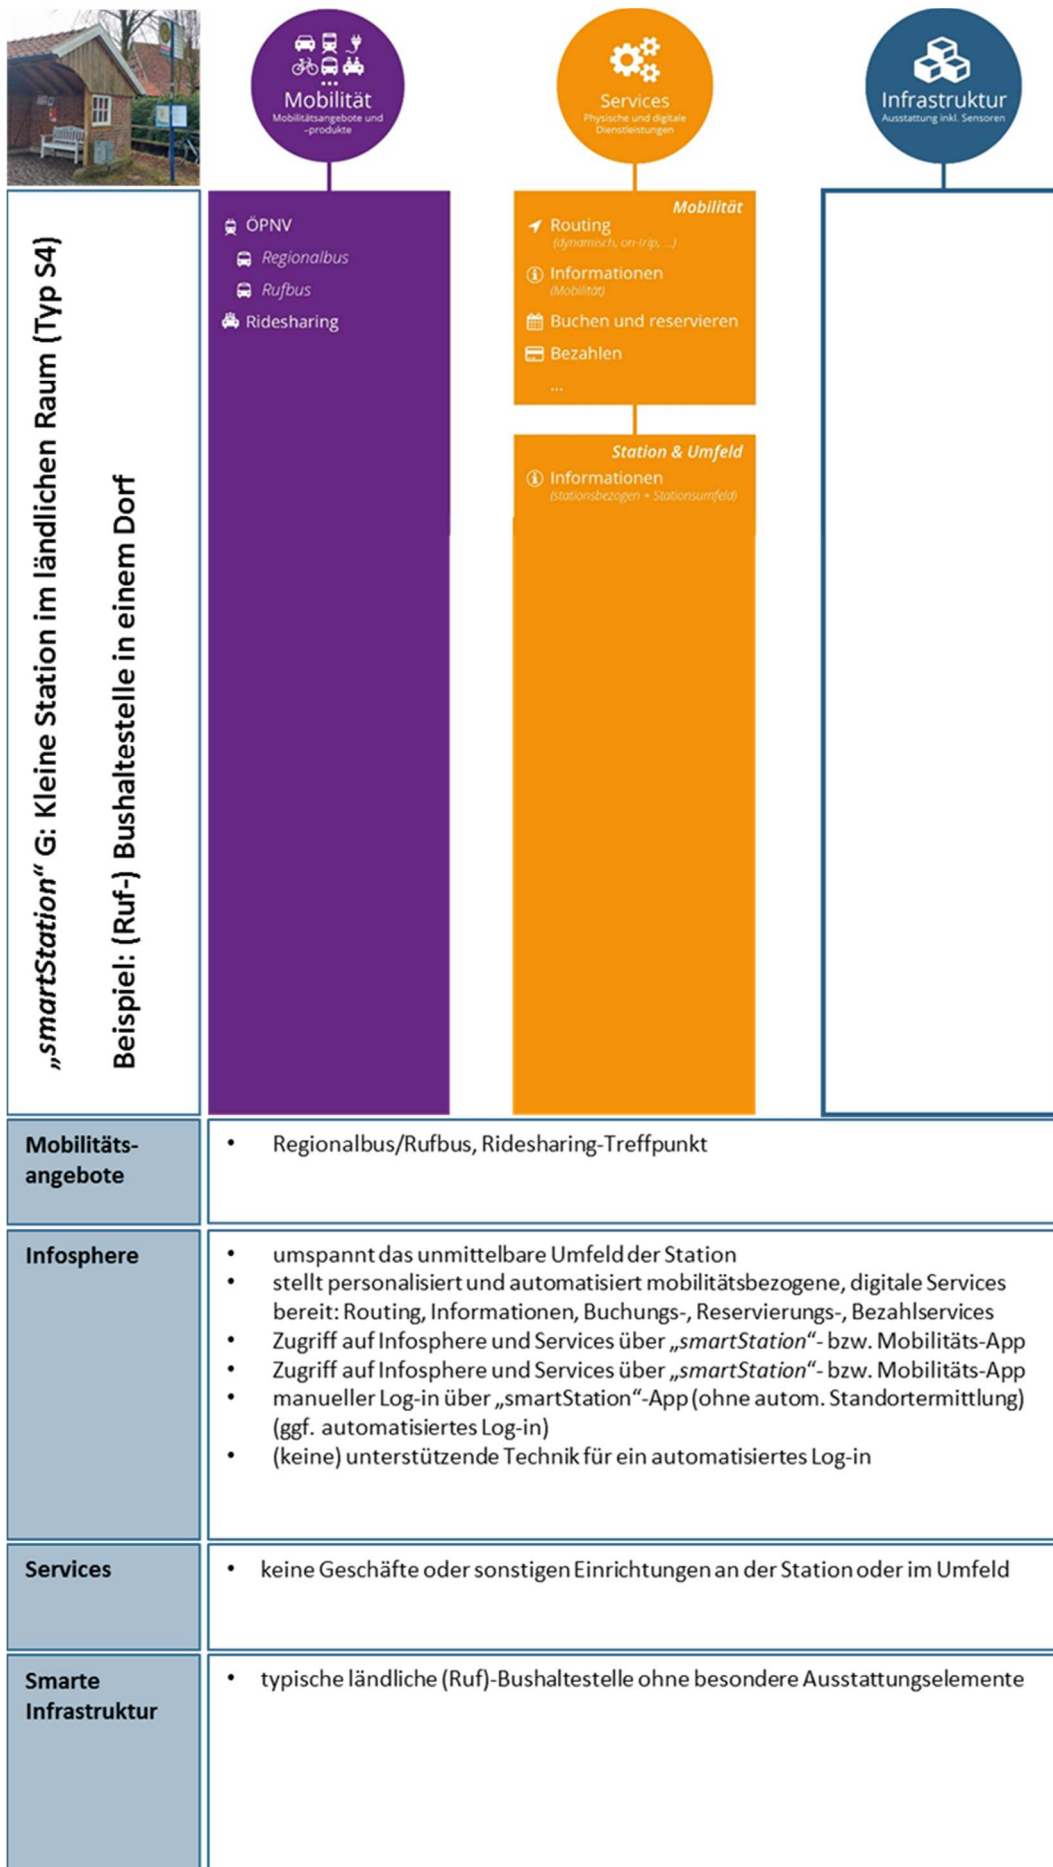 Mobilität
Mobilitätsangebote und
–produkte
Services
Physische und digitale
Dienstleistungen
Infrastruktur
Ausstattung inkl. Sensoren
„smartStation“ G: Kleine Station im ländlichen Raum (Typ S4)
Beispiel: (Ruf-) Bushaltestelle in einem Dorf
ÖPNV
Regionalbus
Rufbus
Ridesharing
Mobilität
Routing
(dynamisch, on-trip, ...)
Informationen
(Mobilität)
Buchen und reservieren
Bezahlen
...
Station & Umfeld
Informationen
(stationsbezogen + Stationsumfeld)
Mobilitäts-
angebote
• Regionalbus/Rufbus, Ridesharing-Treffpunkt
Infosphere
• umspannt das unmittelbare Umfeld der Station
• stellt personalisiert und automatisiert mobilitätsbezogene, digitale Services
bereit: Routing, Informationen, Buchungs-, Reservierungs-, Bezahlservices
• Zugriff auf Infosphere und Services über „smartStation“- bzw. Mobilitäts-App
• Zugriff auf Infosphere und Services über „smartStation“- bzw. Mobilitäts-App
• manueller Log-in über „smartStation“-App (ohne autom. Standortermittlung)
(ggf. automatisiertes Log-in)
• (keine) unterstützende Technik für ein automatisiertes Log-in
Services
• keine Geschäfte oder sonstigen Einrichtungen an der Station oder im Umfeld
Smarte
Infrastruktur
• typische ländliche (Ruf)-Bushaltestelle ohne besondere Ausstattungselemente